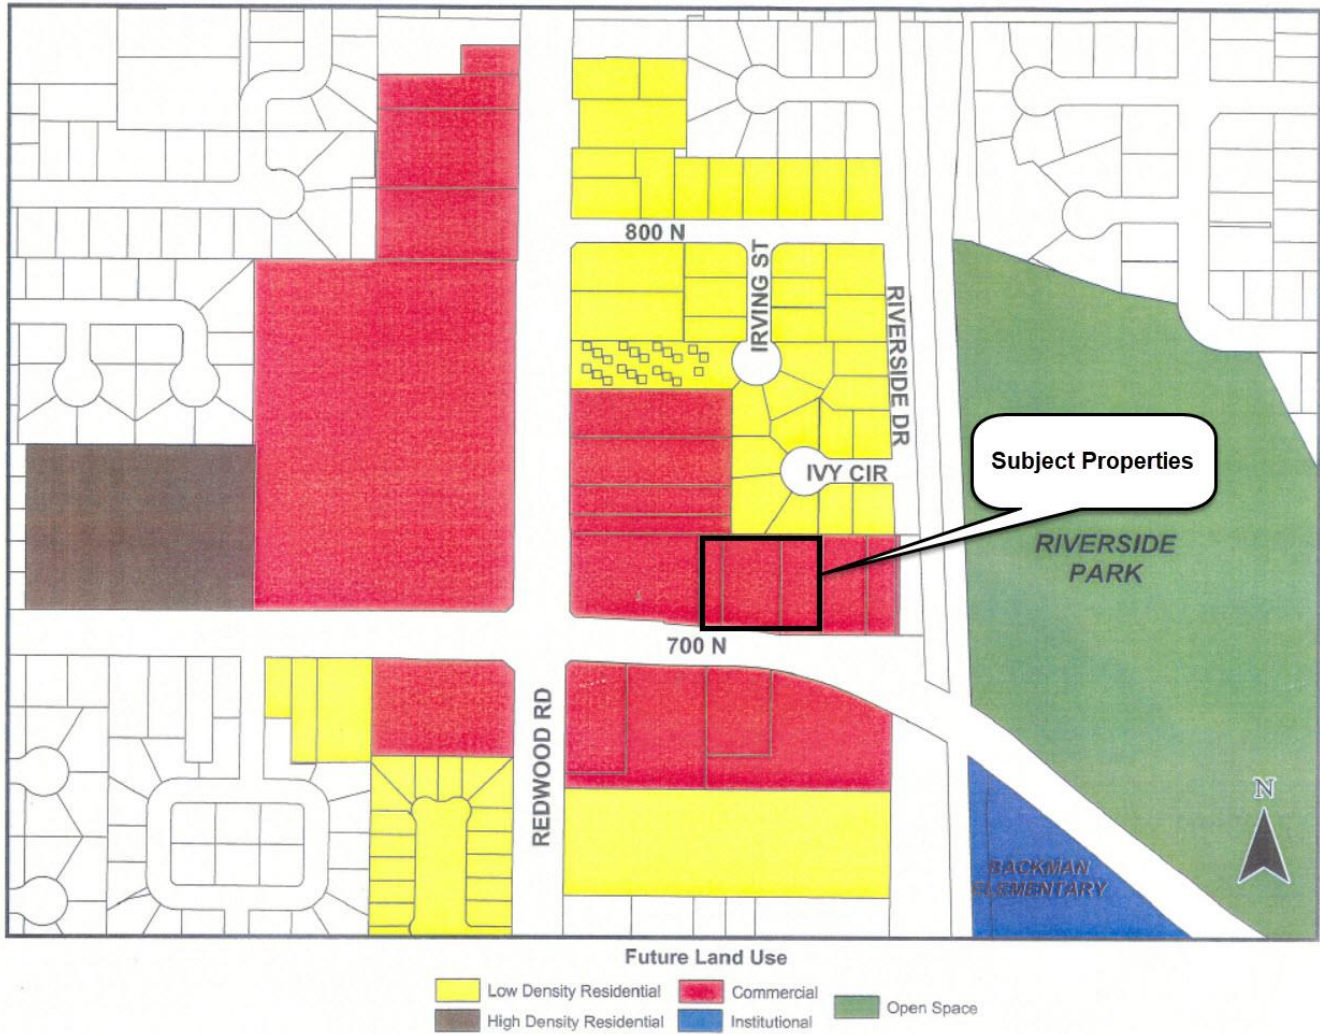 800 N
IRVING ST
RIVERSIDE DR
Subject Properties
IVY CIR
RIVERSIDE
PARK
700 N
REDWOOD RD
N
BACKMAN
ELEMENTARY
Future Land Use
Low Density Residential
Commercial
Open Space
High Density Residential
Institutional